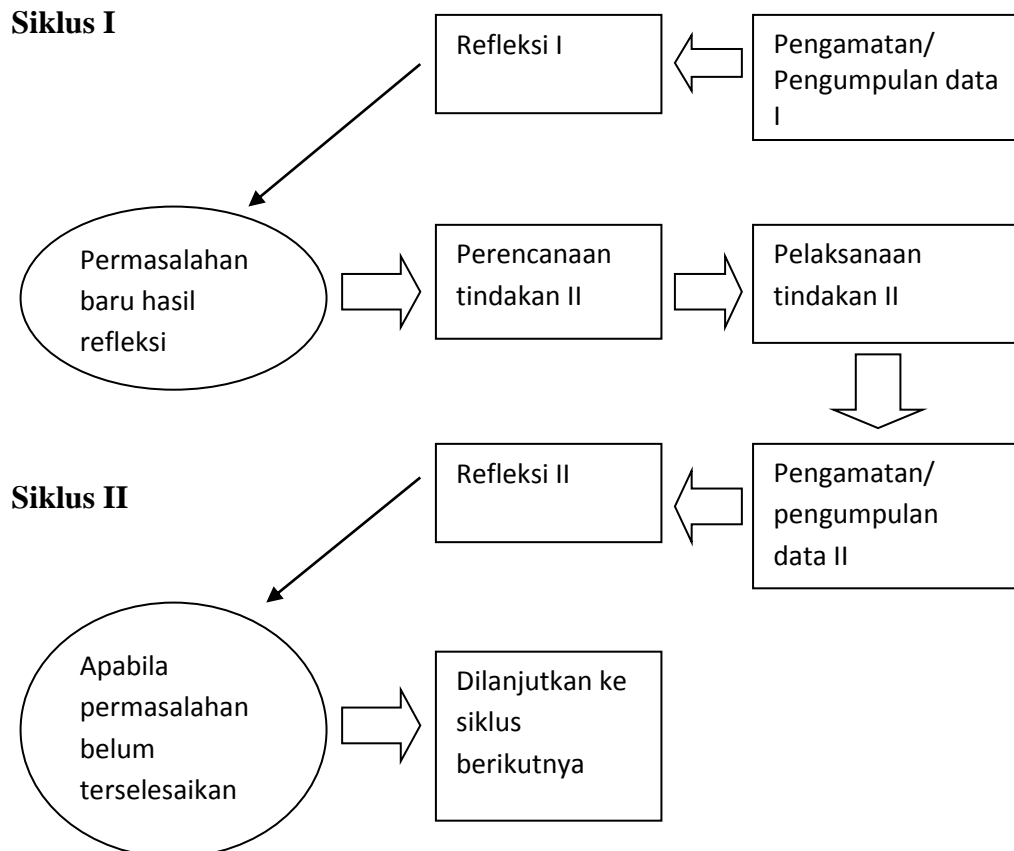 Siklus I
Refleksi I
Pengamatan/
Pengumpulan data
I
Permasalahan
baru hasil
refleksi
Perencanaan
tindakan II
Pelaksanaan
tindakan II
Siklus II
Refleksi II
Pengamatan/
pengumpulan
data II
Apabila
permasalahan
belum
terselesaikan
Dilanjutkan ke
siklus
berikutnya